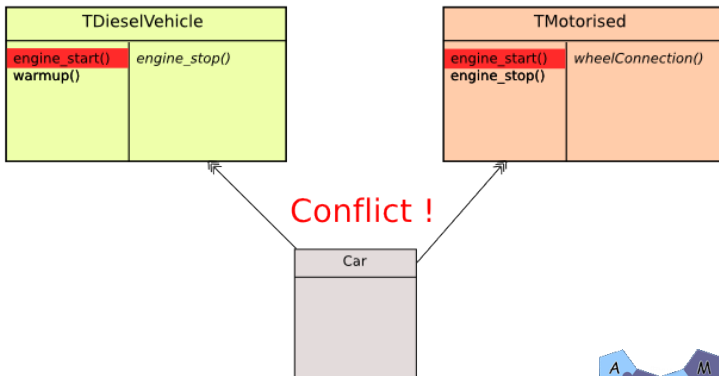 TDieselVehicle
engine_start()
warmup()
engine_stop()
TMotorised
engine_start()
engine_stop()
wheelConnection()
Conflict !
Car
A
M